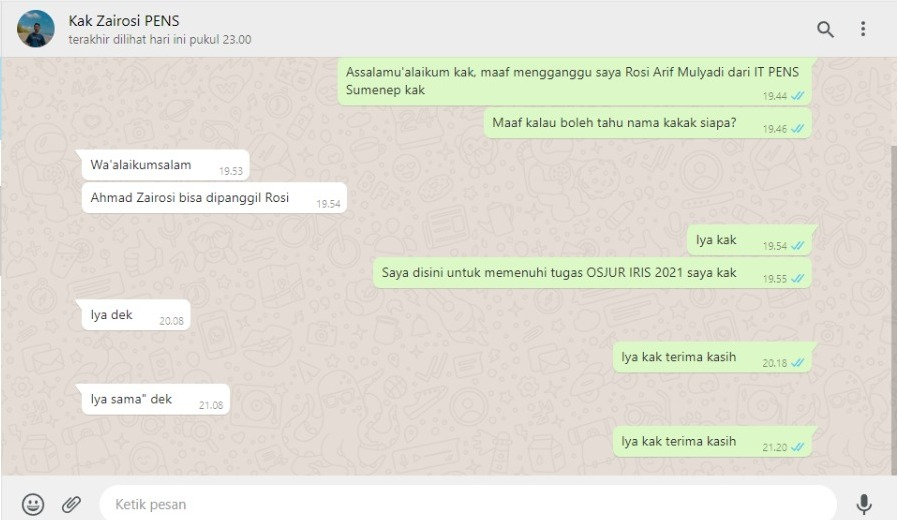 Kak Zairosi PENS
terakhir dilihat hari ini pukul 23.00
Assalamu'alaikum kak, maaf mengganggu saya Rosi Arif Mulyadi dari IT PENS
Sumenep kak
19.44
Maaf kalau boleh tahu nama kakak siapa?
19.46
Wa'alaikumsalam
19.53
Ahmad Zairosi bisa dipanggil Rosi
19.54
Iya kak
19.54
Saya disini untuk memenuhi tugas OSJUR IRIS 2021 saya kak
19.55
Iya dek
20.08
Iya kak terima kasih
20.18
Iya sama" dek
21.08
Iya kak terima kasih
21.20
Ketik pesan